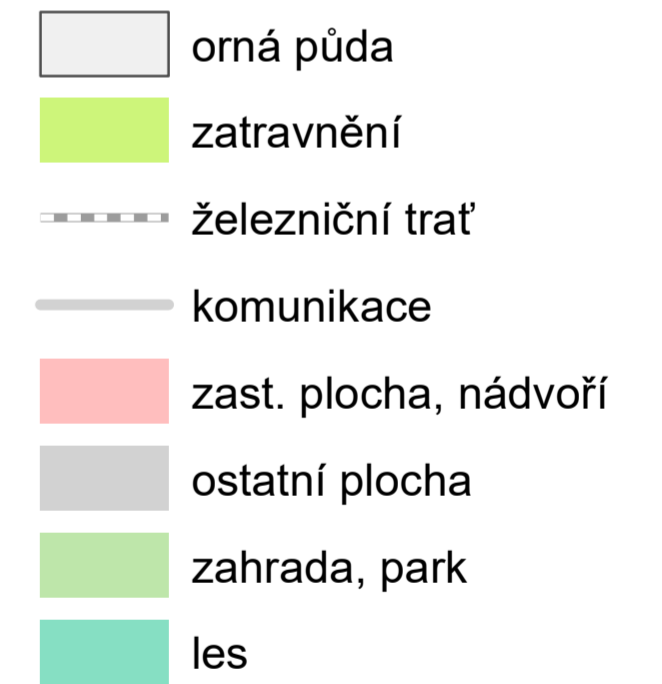 orná půda
zatravnění
železniční trať
komunikace
zast. plocha, nádvoří
ostatní plocha
zahrada, park
les